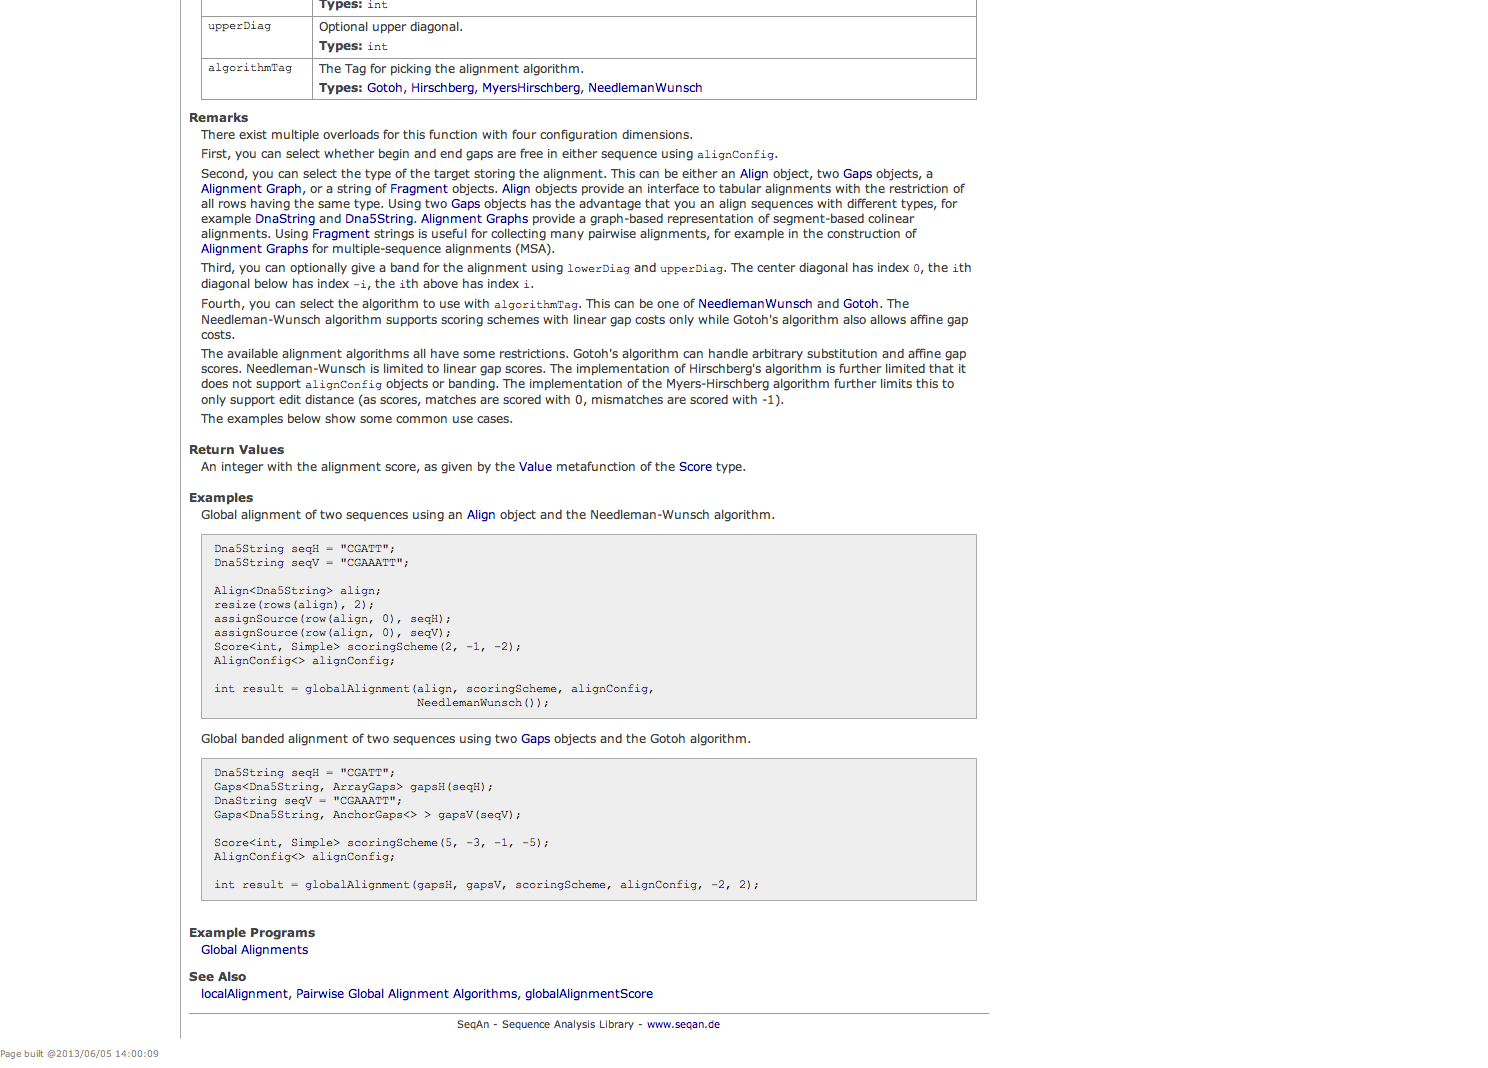 Types: int
upperDiag Optional upper diagonal.
Types: int
algorithmTag The Tag for picking the alignment algorithm.
Types: Gotoh, Hirschberg, MyersHirschberg, NeedlemanWunsch
Remarks
There exist multiple overloads for this function with four configuration dimensions.
First, you can select whether begin and end gaps are free in either sequence using alignConfig.
Second, you can select the type of the target storing the alignment. This can be either an Align object, two Gaps objects, a
Alignment Graph, or a string of Fragment objects. Align objects provide an interface to tabular alignments with the restriction of
all rows having the same type. Using two Gaps objects has the advantage that you an align sequences with different types, for
example DnaString and Dna5String. Alignment Graphs provide a graph-based representation of segment-based colinear
alignments. Using Fragment strings is useful for collecting many pairwise alignments, for example in the construction of
Alignment Graphs for multiple-sequence alignments (MSA).
Third, you can optionally give a band for the alignment using lowerDiag and upperDiag. The center diagonal has index 0, the ith
diagonal below has index -i, the ith above has index i.
Fourth, you can select the algorithm to use with algorithmTag. This can be one of NeedlemanWunsch and Gotoh. The
Needleman-Wunsch algorithm supports scoring schemes with linear gap costs only while Gotoh's algorithm also allows affine gap
costs.
The available alignment algorithms all have some restrictions. Gotoh's algorithm can handle arbitrary substitution and affine gap
scores. Needleman-Wunsch is limited to linear gap scores. The implementation of Hirschberg's algorithm is further limited that it
does not support alignConfig objects or banding. The implementation of the Myers-Hirschberg algorithm further limits this to
only support edit distance (as scores, matches are scored with 0, mismatches are scored with -1).
The examples below show some common use cases.
Return Values
An integer with the alignment score, as given by the Value metafunction of the Score type.
Examples
Global alignment of two sequences using an Align object and the Needleman-Wunsch algorithm.
Dna5String seqH = "CGATT";
Dna5String seqV = "CGAAATT";
Align<Dna5String> align;
resize(rows(align), 2);
assignSource(row(align, 0), seqH);
assignSource(row(align, 0), seqV);
Score<int, Simple> scoringScheme(2, -1, -2);
AlignConfig<> alignConfig;
int result = globalAlignment(align, scoringScheme, alignConfig,
NeedlemanWunsch());
Global banded alignment of two sequences using two Gaps objects and the Gotoh algorithm.
Dna5String seqH = "CGATT";
Gaps<Dna5String, ArrayGaps> gapsH(seqH);
DnaString seqV = "CGAAATT";
Gaps<Dna5String, AnchorGaps<> > gapsV(seqV);
Score<int, Simple> scoringScheme(5, -3, -1, -5);
AlignConfig<> alignConfig;
int result = globalAlignment(gapsH, gapsV, scoringScheme, alignConfig, -2, 2);
Example Programs
Global Alignments
See Also
localAlignment, Pairwise Global Alignment Algorithms, globalAlignmentScore
SeqAn - Sequence Analysis Library - www.seqan.de
Page built @2013/06/05 14:00:09